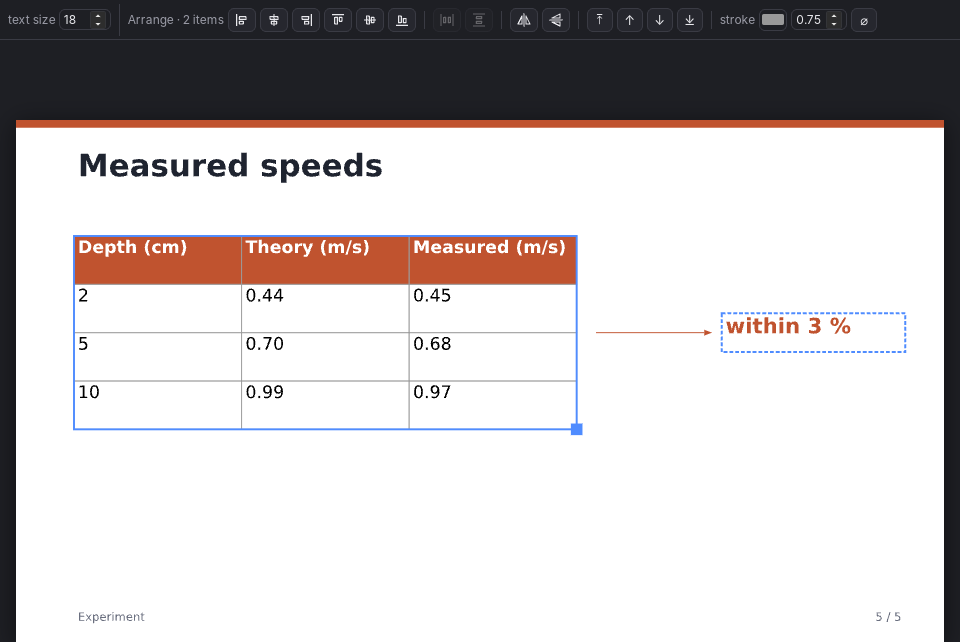 text size 18 Arrange · 2 items stroke 0.75
Measured speeds
Depth (cm) Theory (m/s) Measured (m/s)
2 0.44 0.45
within 3 %
5 0.70 0.68
10 0.99 0.97
Experiment 5 / 5